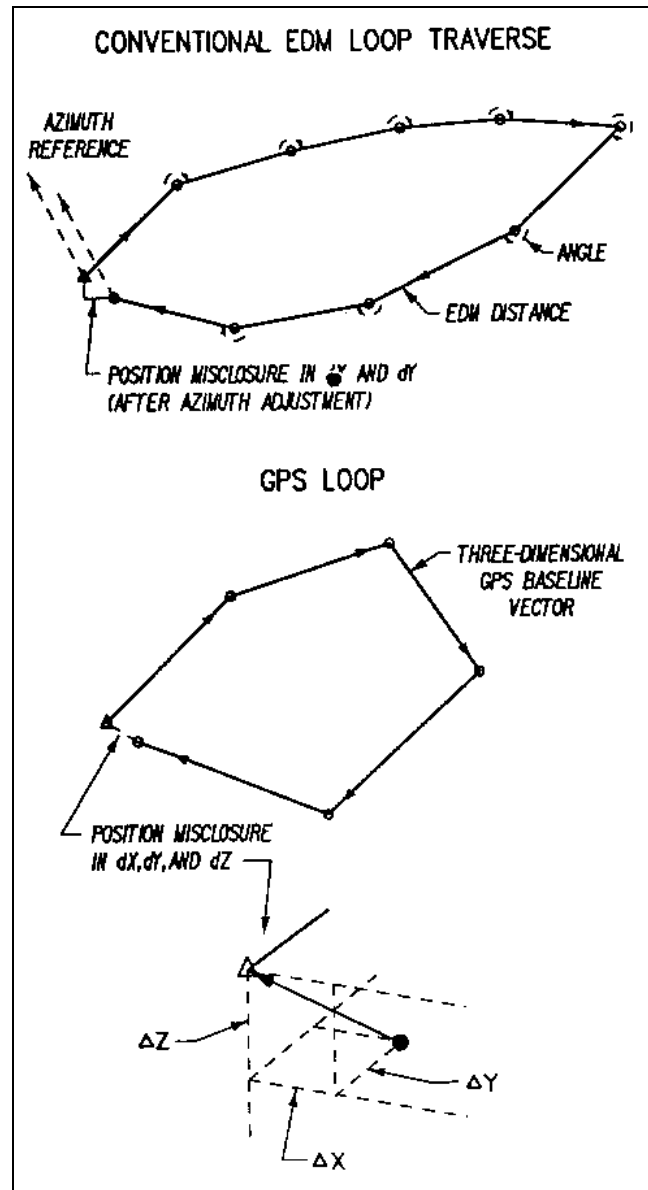 CONVENTIONAL EDM LOOP TRAVERSE
AZIMUTH
REFERENCE
ANGLE
EDM DISTANCE
POSITION MISCLOSURE IN AND dY
(AFTER AZIMUTH ADJUSTMENT)
GPS LOOP
THREE-DIMENSIONAL
GPS BASELINE
VECTOR
POSITION MISCLOSURE
IN dX,dY,AND dZ
ΔZ
ΔY
ΔX